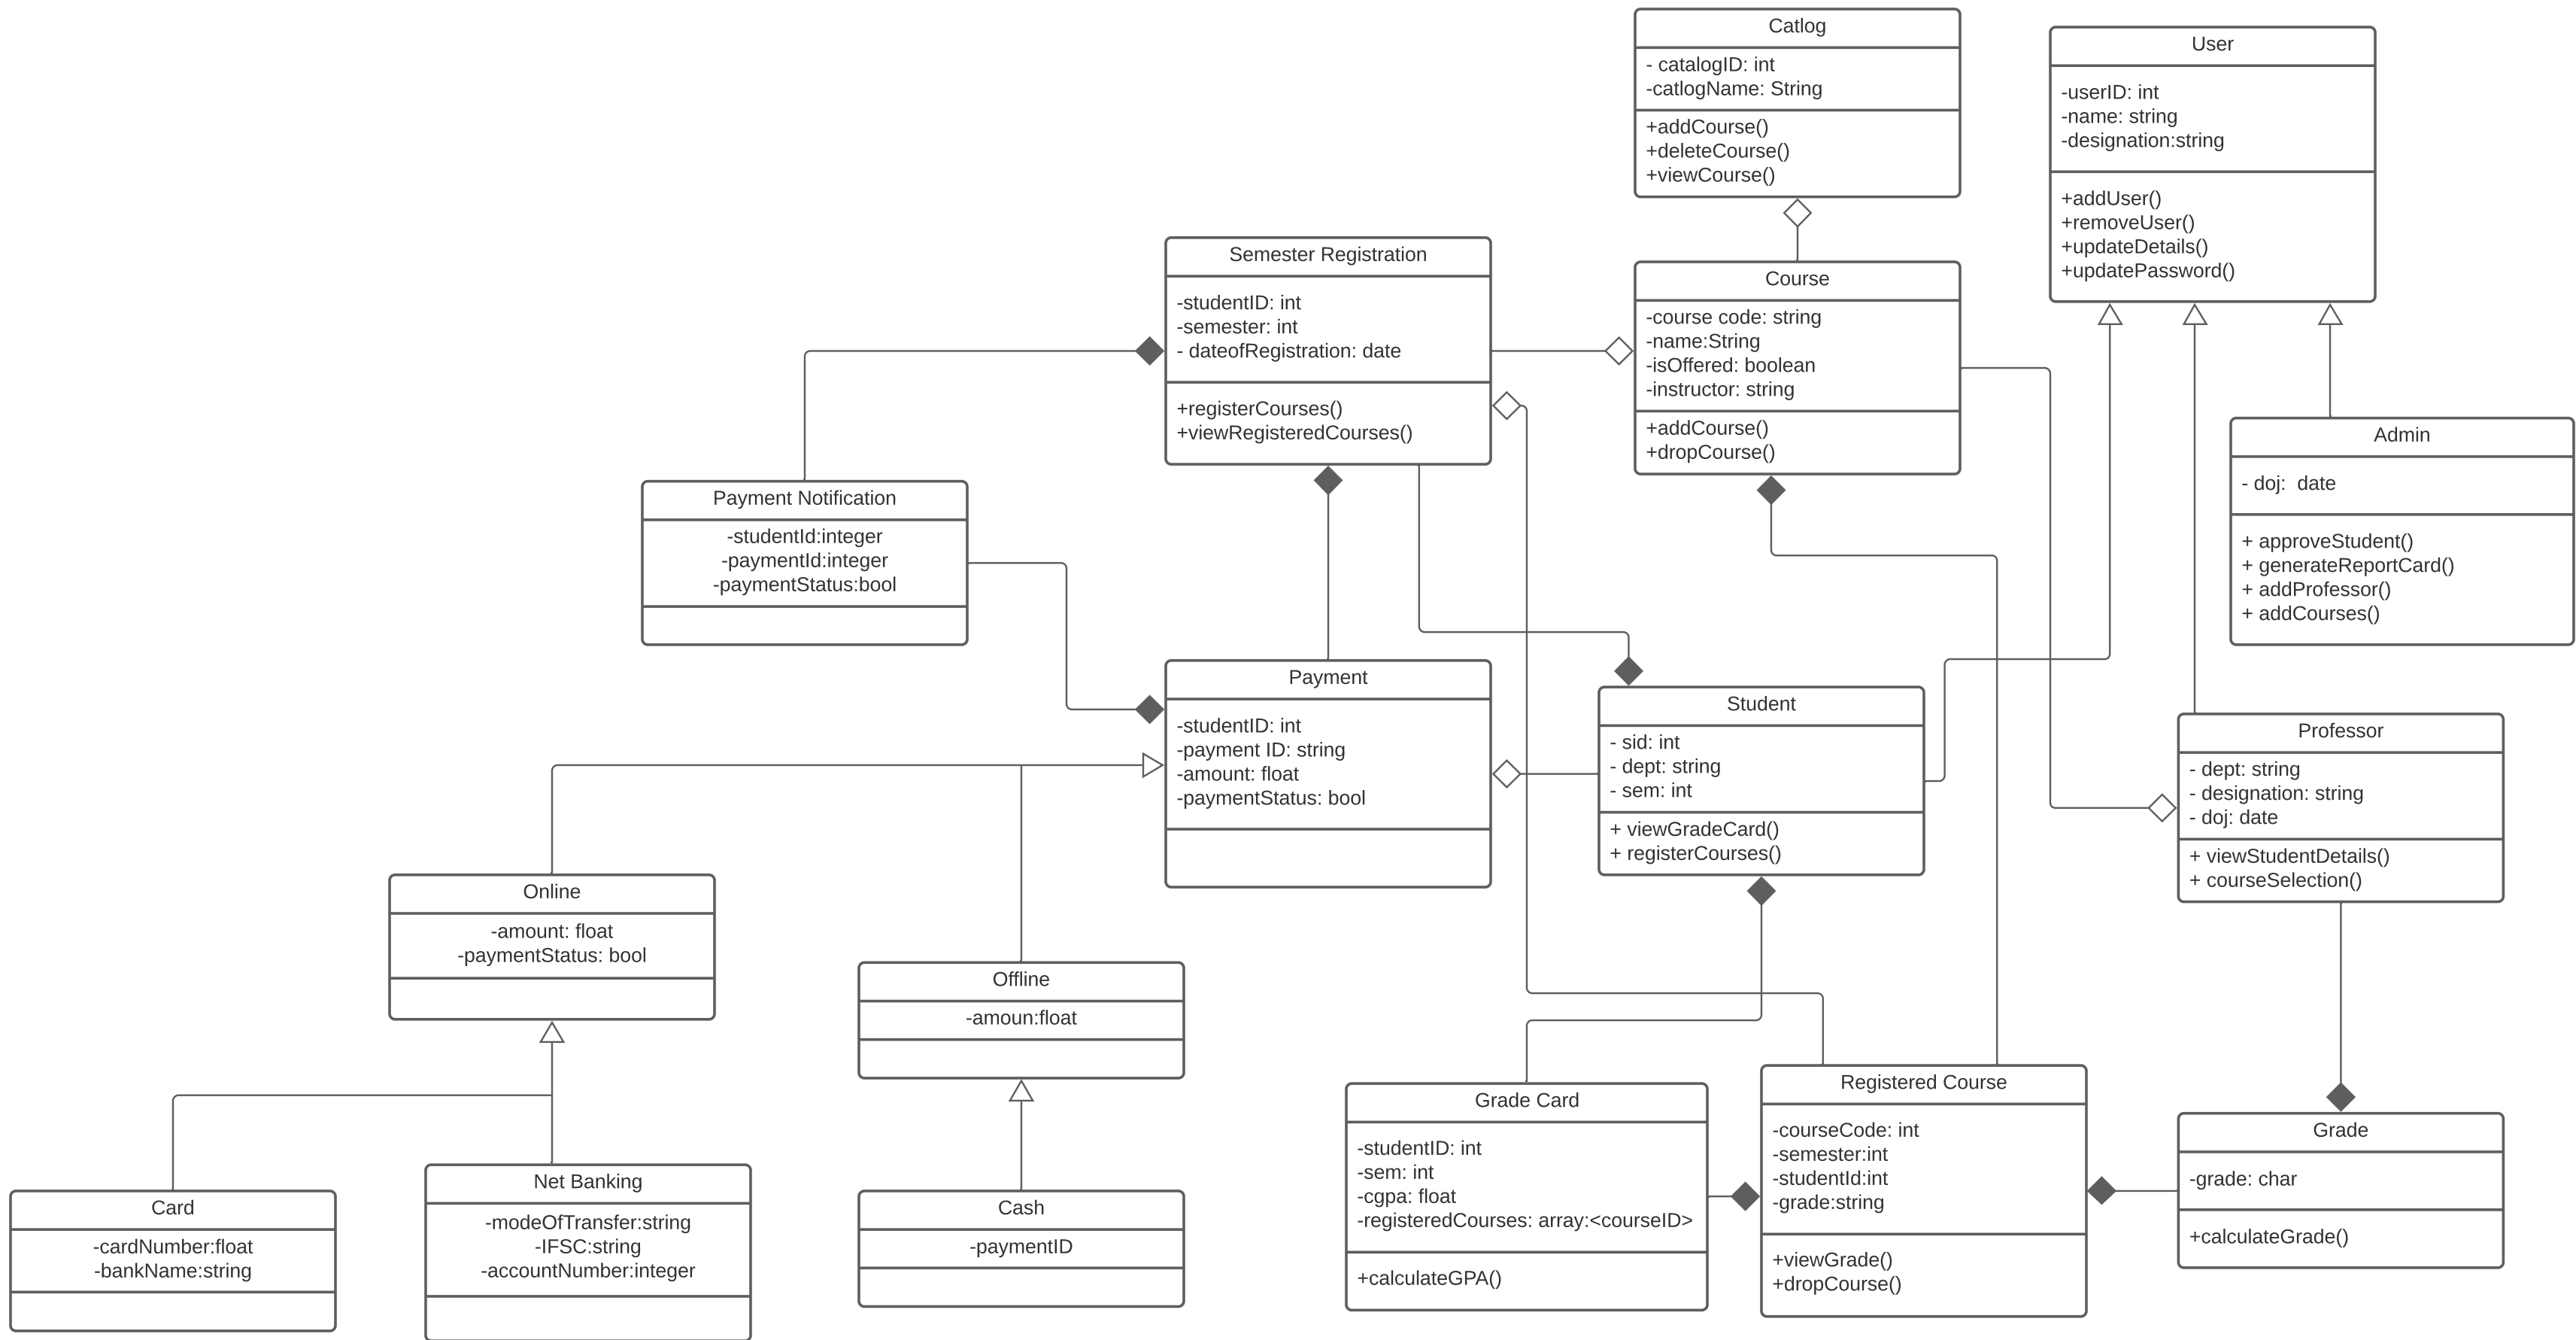 Catlog
- catalogID: int
-catlogName: String
+addCourse()
+deleteCourse()
+viewCourse()
User
-userID: int
-name: string
-designation:string
+addUser()
+removeUser()
+updateDetails()
+updatePassword()
Semester Registration
-studentID: int
-semester: int
- dateofRegistration: date
+registerCourses()
+viewRegisteredCourses()
Course
-course code: string
-name:String
-isOffered: boolean
-instructor: string
+addCourse()
+dropCourse()
Admin
- doj:  date
+ approveStudent()
+ generateReportCard()
+ addProfessor()
+ addCourses()
Payment Notification
-studentId:integer
-paymentId:integer
-paymentStatus:bool
Payment
-studentID: int
-payment ID: string
-amount: float
-paymentStatus: bool
Student
- sid: int
- dept: string
- sem: int
+ viewGradeCard()
+ registerCourses()
Professor
- dept: string
- designation: string
- doj: date
+ viewStudentDetails()
+ courseSelection()
Online
-amount: float
-paymentStatus: bool
Offline
-amoun:float
Card
-cardNumber:float
-bankName:string
Net Banking
-modeOfTransfer:string
-IFSC:string
-accountNumber:integer
Cash
-paymentID
Grade Card
-studentID: int
-sem: int
-cgpa: float
-registeredCourses: array:<courseID>
+calculateGPA()
Registered Course
-courseCode: int
-semester:int
-studentId:int
-grade:string
+viewGrade()
+dropCourse()
Grade
-grade: char
+calculateGrade()